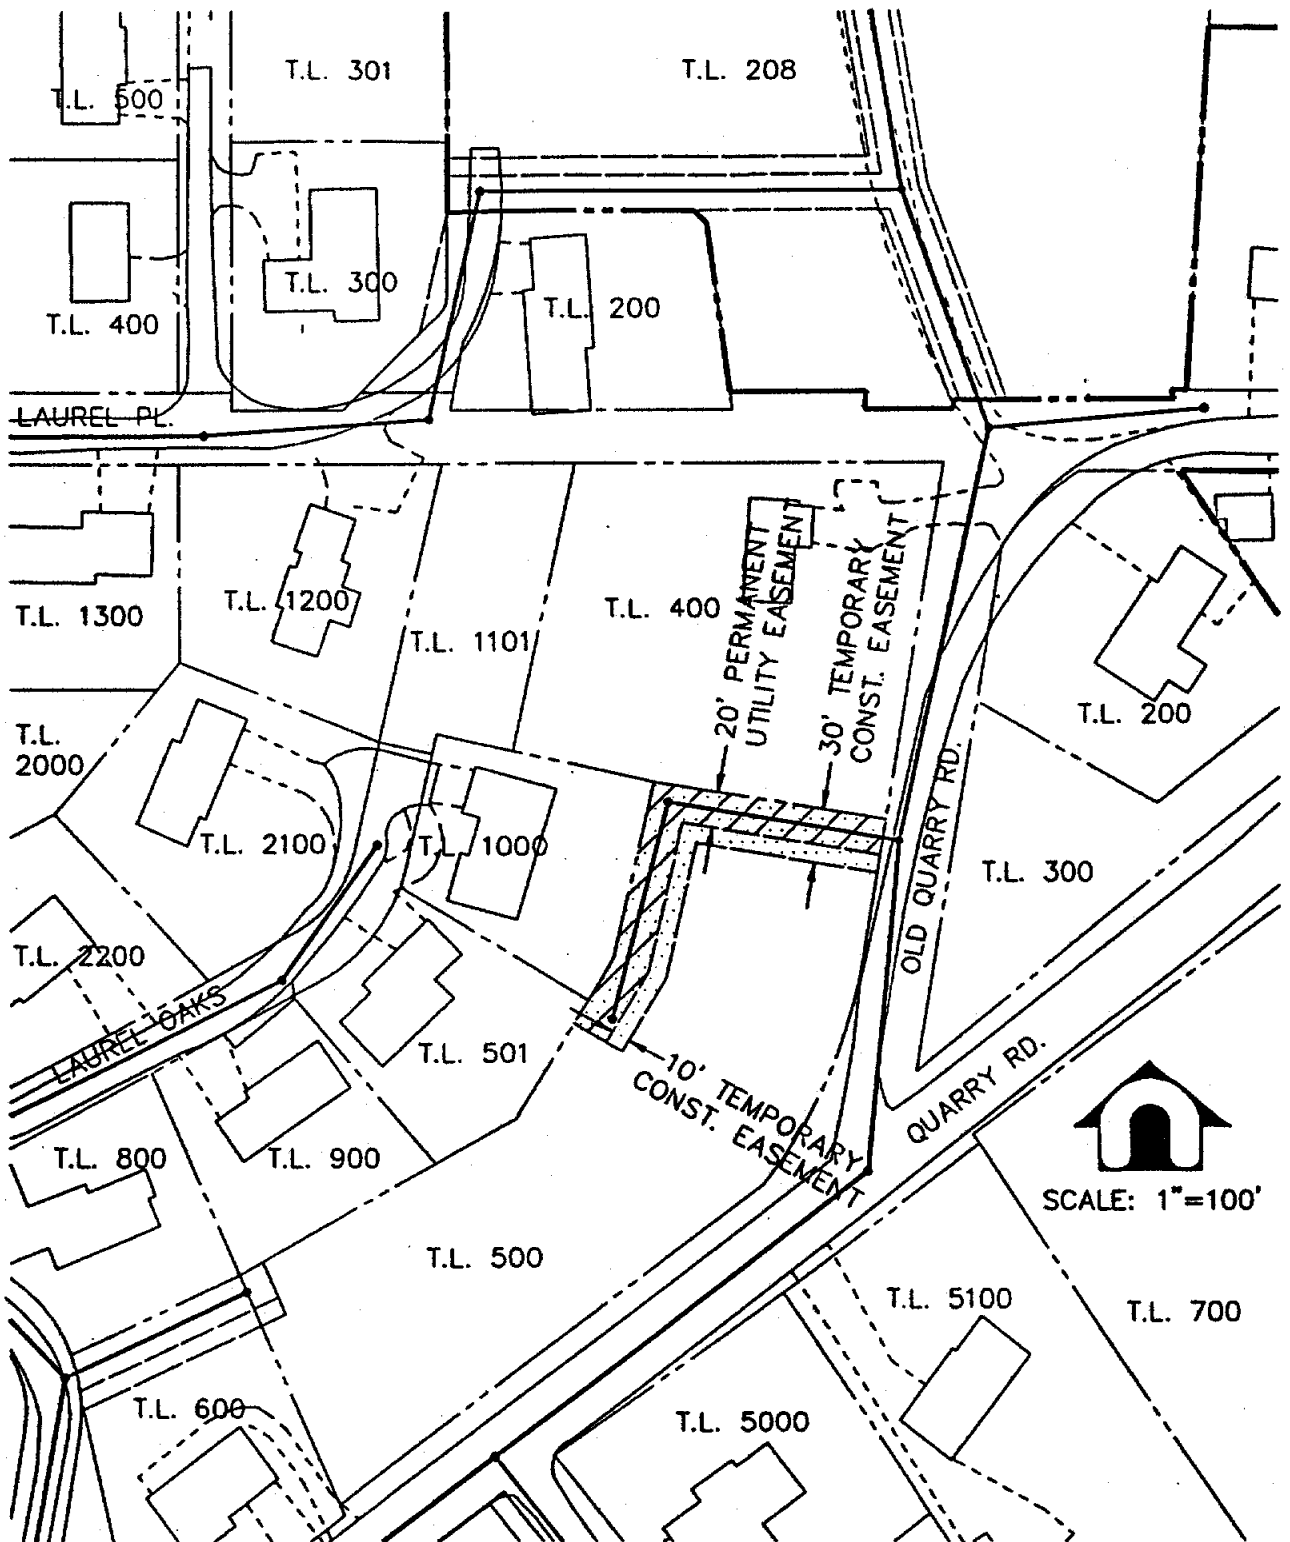 T.L. 301
T.L. 208
T.L. 500
T.L. 300
T.L. 200
T.L. 400
LAUREL PL.
T.L. 1300
T.L. 1200
T.L. 1101
T.L. 400
20' PERMANENT
UTILITY EASEMENT
30' TEMPORARY
CONST. EASEMENT
T.L. 200
T.L.
2000
T.L. 2100
T.L. 1000
OLD QUARRY RD.
T.L. 300
T.L. 2200
LAUREL OAKS
T.L. 501
10' TEMPORARY
CONST. EASEMENT
QUARRY RD.
T.L. 800
T.L. 900
SCALE: 1"=100'
T.L. 500
T.L. 5100
T.L. 700
T.L. 600
T.L. 5000